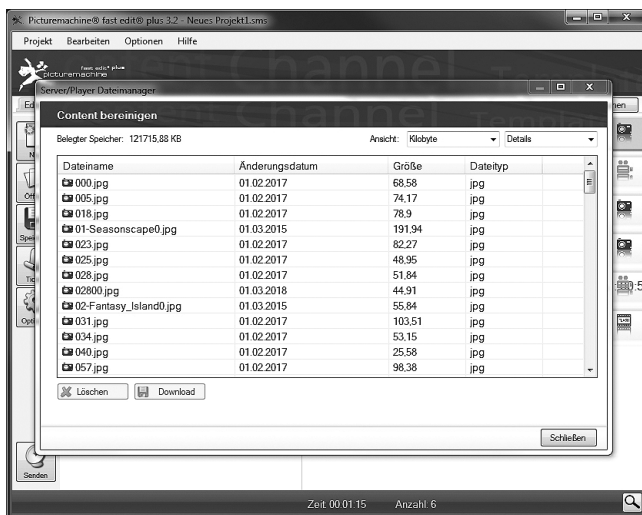 Picturemachine® fast edit® plus 3.2 - Neues Projekt1.sms
Projekt Bearbeiten Optionen Hilfe
fast edit® plus
picturemachine
Server/Player Dateimanager
Content bereinigen
Belegter Speicher: 121715,88 KB
Ansicht: Kilobyte Details
Dateiname Änderungsdatum Größe Dateityp
000.jpg 01.02.2017 68,58 jpg
005.jpg 01.02.2017 74,17 jpg
018.jpg 01.02.2017 78,9 jpg
01-Seasonscape0.jpg 01.03.2015 191,94 jpg
023.jpg 01.02.2017 82,27 jpg
025.jpg 01.02.2017 48,95 jpg
028.jpg 01.02.2017 51,84 jpg
02800.jpg 01.03.2018 44,91 jpg
02-Fantasy_Island0.jpg 01.03.2015 55,84 jpg
031.jpg 01.02.2017 103,51 jpg
034.jpg 01.02.2017 53,15 jpg
040.jpg 01.02.2017 25,58 jpg
057.jpg 01.02.2017 98,38 jpg
Löschen Download
Schließen
Senden
Zeit: 00:01:15 Anzahl: 6